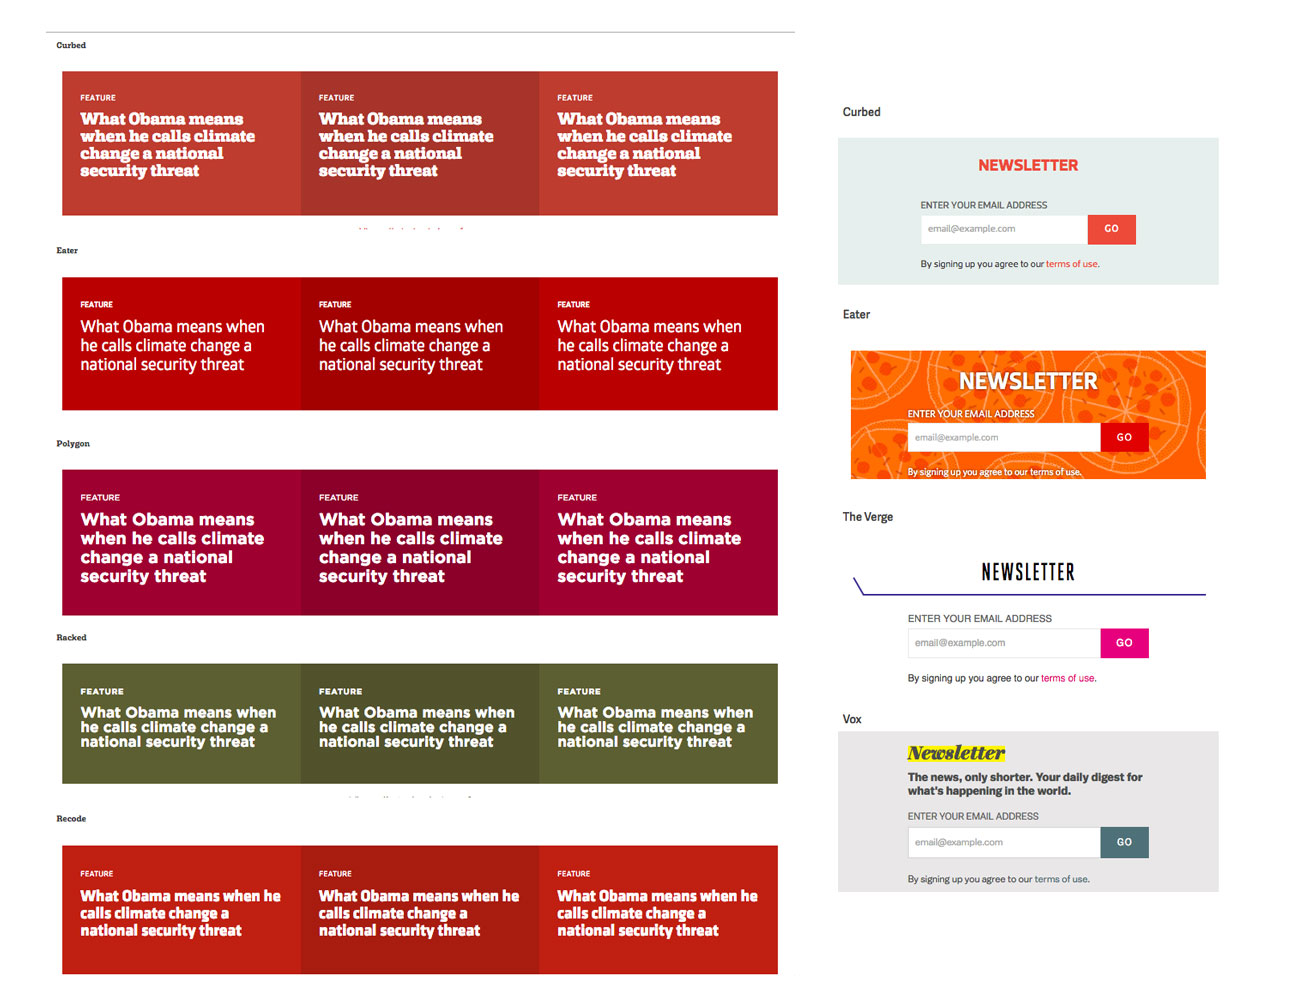 Curbed
FEATURE
What Obama means
when he calls climate
change a national
security threat
FEATURE
What Obama means
when he calls climate
change a national
security threat
FEATURE
What Obama means
when he calls climate
change a national
security threat
Eater
FEATURE
What Obama means when
he calls climate change a
national security threat
FEATURE
What Obama means when
he calls climate change a
national security threat
FEATURE
What Obama means when
he calls climate change a
national security threat
Polygon
FEATURE
What Obama means
when he calls climate
change a national
security threat
FEATURE
What Obama means
when he calls climate
change a national
security threat
FEATURE
What Obama means
when he calls climate
change a national
security threat
Racked
FEATURE
What Obama means when
he calls climate change a
national security threat
FEATURE
What Obama means when
he calls climate change a
national security threat
FEATURE
What Obama means when
he calls climate change a
national security threat
Recode
FEATURE
What Obama means when he
calls climate change a
national security threat
FEATURE
What Obama means when he
calls climate change a
national security threat
FEATURE
What Obama means when he
calls climate change a
national security threat
Curbed
NEWSLETTER
ENTER YOUR EMAIL ADDRESS
email@example.com
GO
By signing up you agree to our terms of use.
Eater
NEWSLETTER
ENTER YOUR EMAIL ADDRESS
email@example.com
GO
By signing up you agree to our terms of use.
The Verge
NEWSLETTER
ENTER YOUR EMAIL ADDRESS
email@example.com
GO
By signing up you agree to our terms of use.
Vox
Newsletter
The news, only shorter. Your daily digest for
what's happening in the world.
ENTER YOUR EMAIL ADDRESS
email@example.com
GO
By signing up you agree to our terms of use.